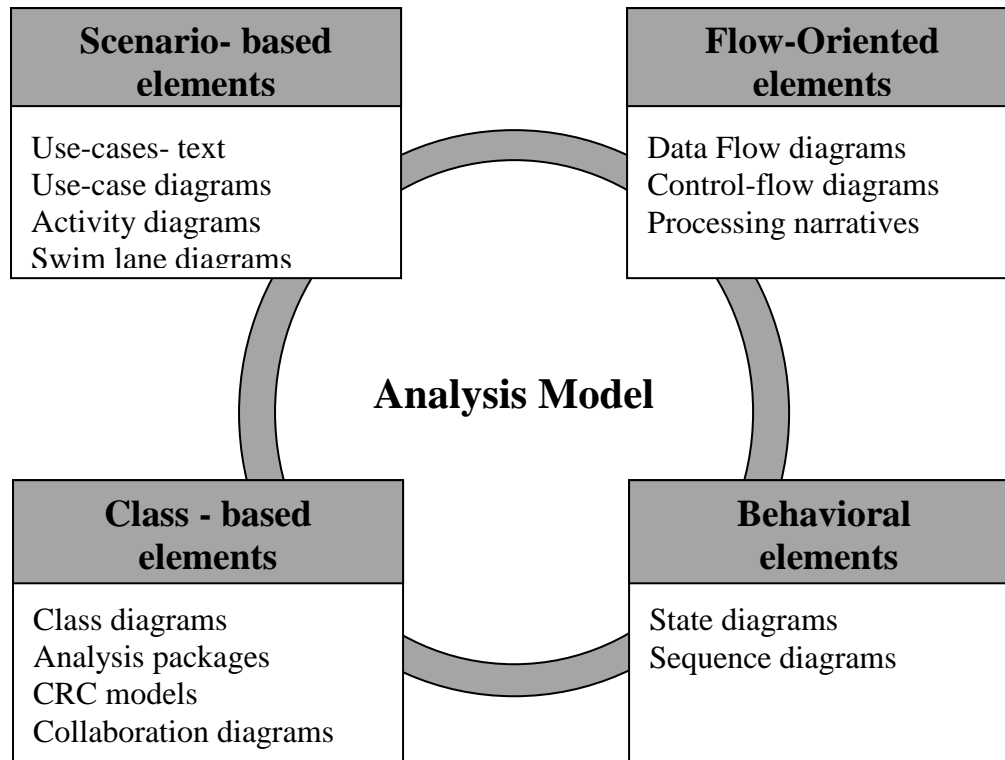 Scenario- based
elements
Use-cases- text
Use-case diagrams
Activity diagrams
Swim lane diagrams
Flow-Oriented
elements
Data Flow diagrams
Control-flow diagrams
Processing narratives
Analysis Model
Class - based
elements
Class diagrams
Analysis packages
CRC models
Collaboration diagrams
Behavioral
elements
State diagrams
Sequence diagrams